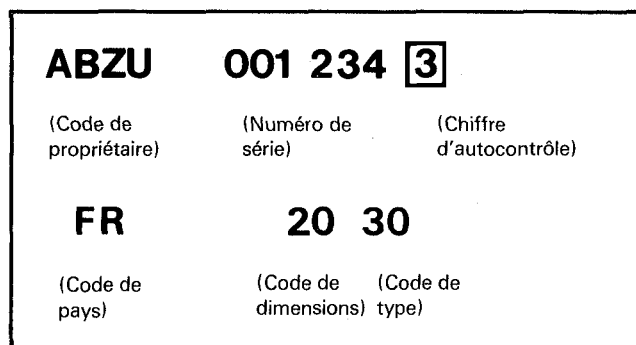 ABZU 001 234 3
(Code de propriétaire) (Numéro de série) (Chiffre d'autocontrôle)
FR 20 30
(Code de pays) (Code de dimensions) (Code de type)